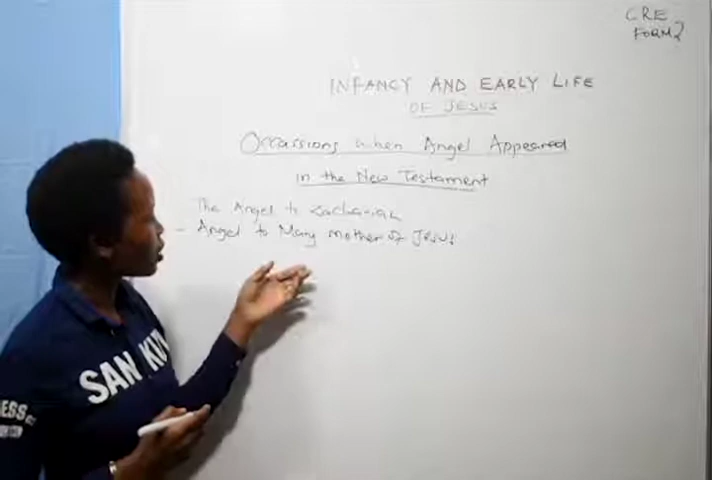 CRE
FORM 2
INFANCY AND EARLY LIFE
OF JESUS
Occassions when Angel Appeared
in the New Testament
The Angel to Zachariah
- Angel to Mary mother of Jesus
SAN